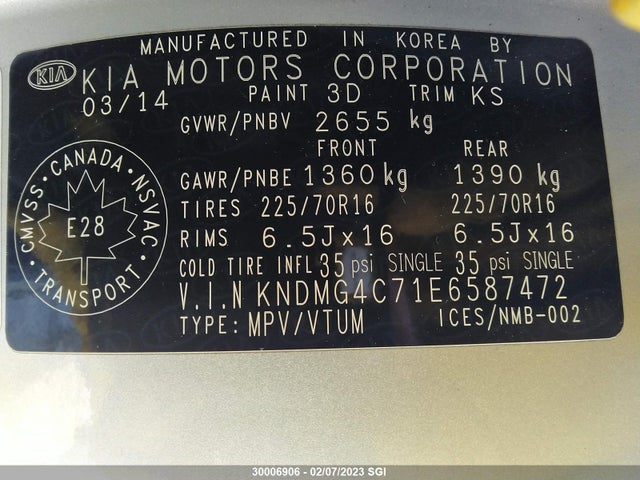 MANUFACTURED IN KOREA BY
KIA KIA MOTORS CORPORATION
03/14 PAINT 3D TRIM KS
GVWR/PNBV 2655 kg
FRONT REAR
GAWR/PNBE 1360 kg 1390 kg
TIRES 225/70R16 225/70R16
RIMS 6.5Jx16 6.5Jx16
COLD TIRE INFL 35 psi SINGLE 35 psi SINGLE
V.I.N KNDMG4C71E6587472
TYPE: MPV/VTUM ICES/NMB-002
CMVSS · CANADA · NSVAC · TRANSPORT ·
E28
30006906 - 02/07/2023 SGI